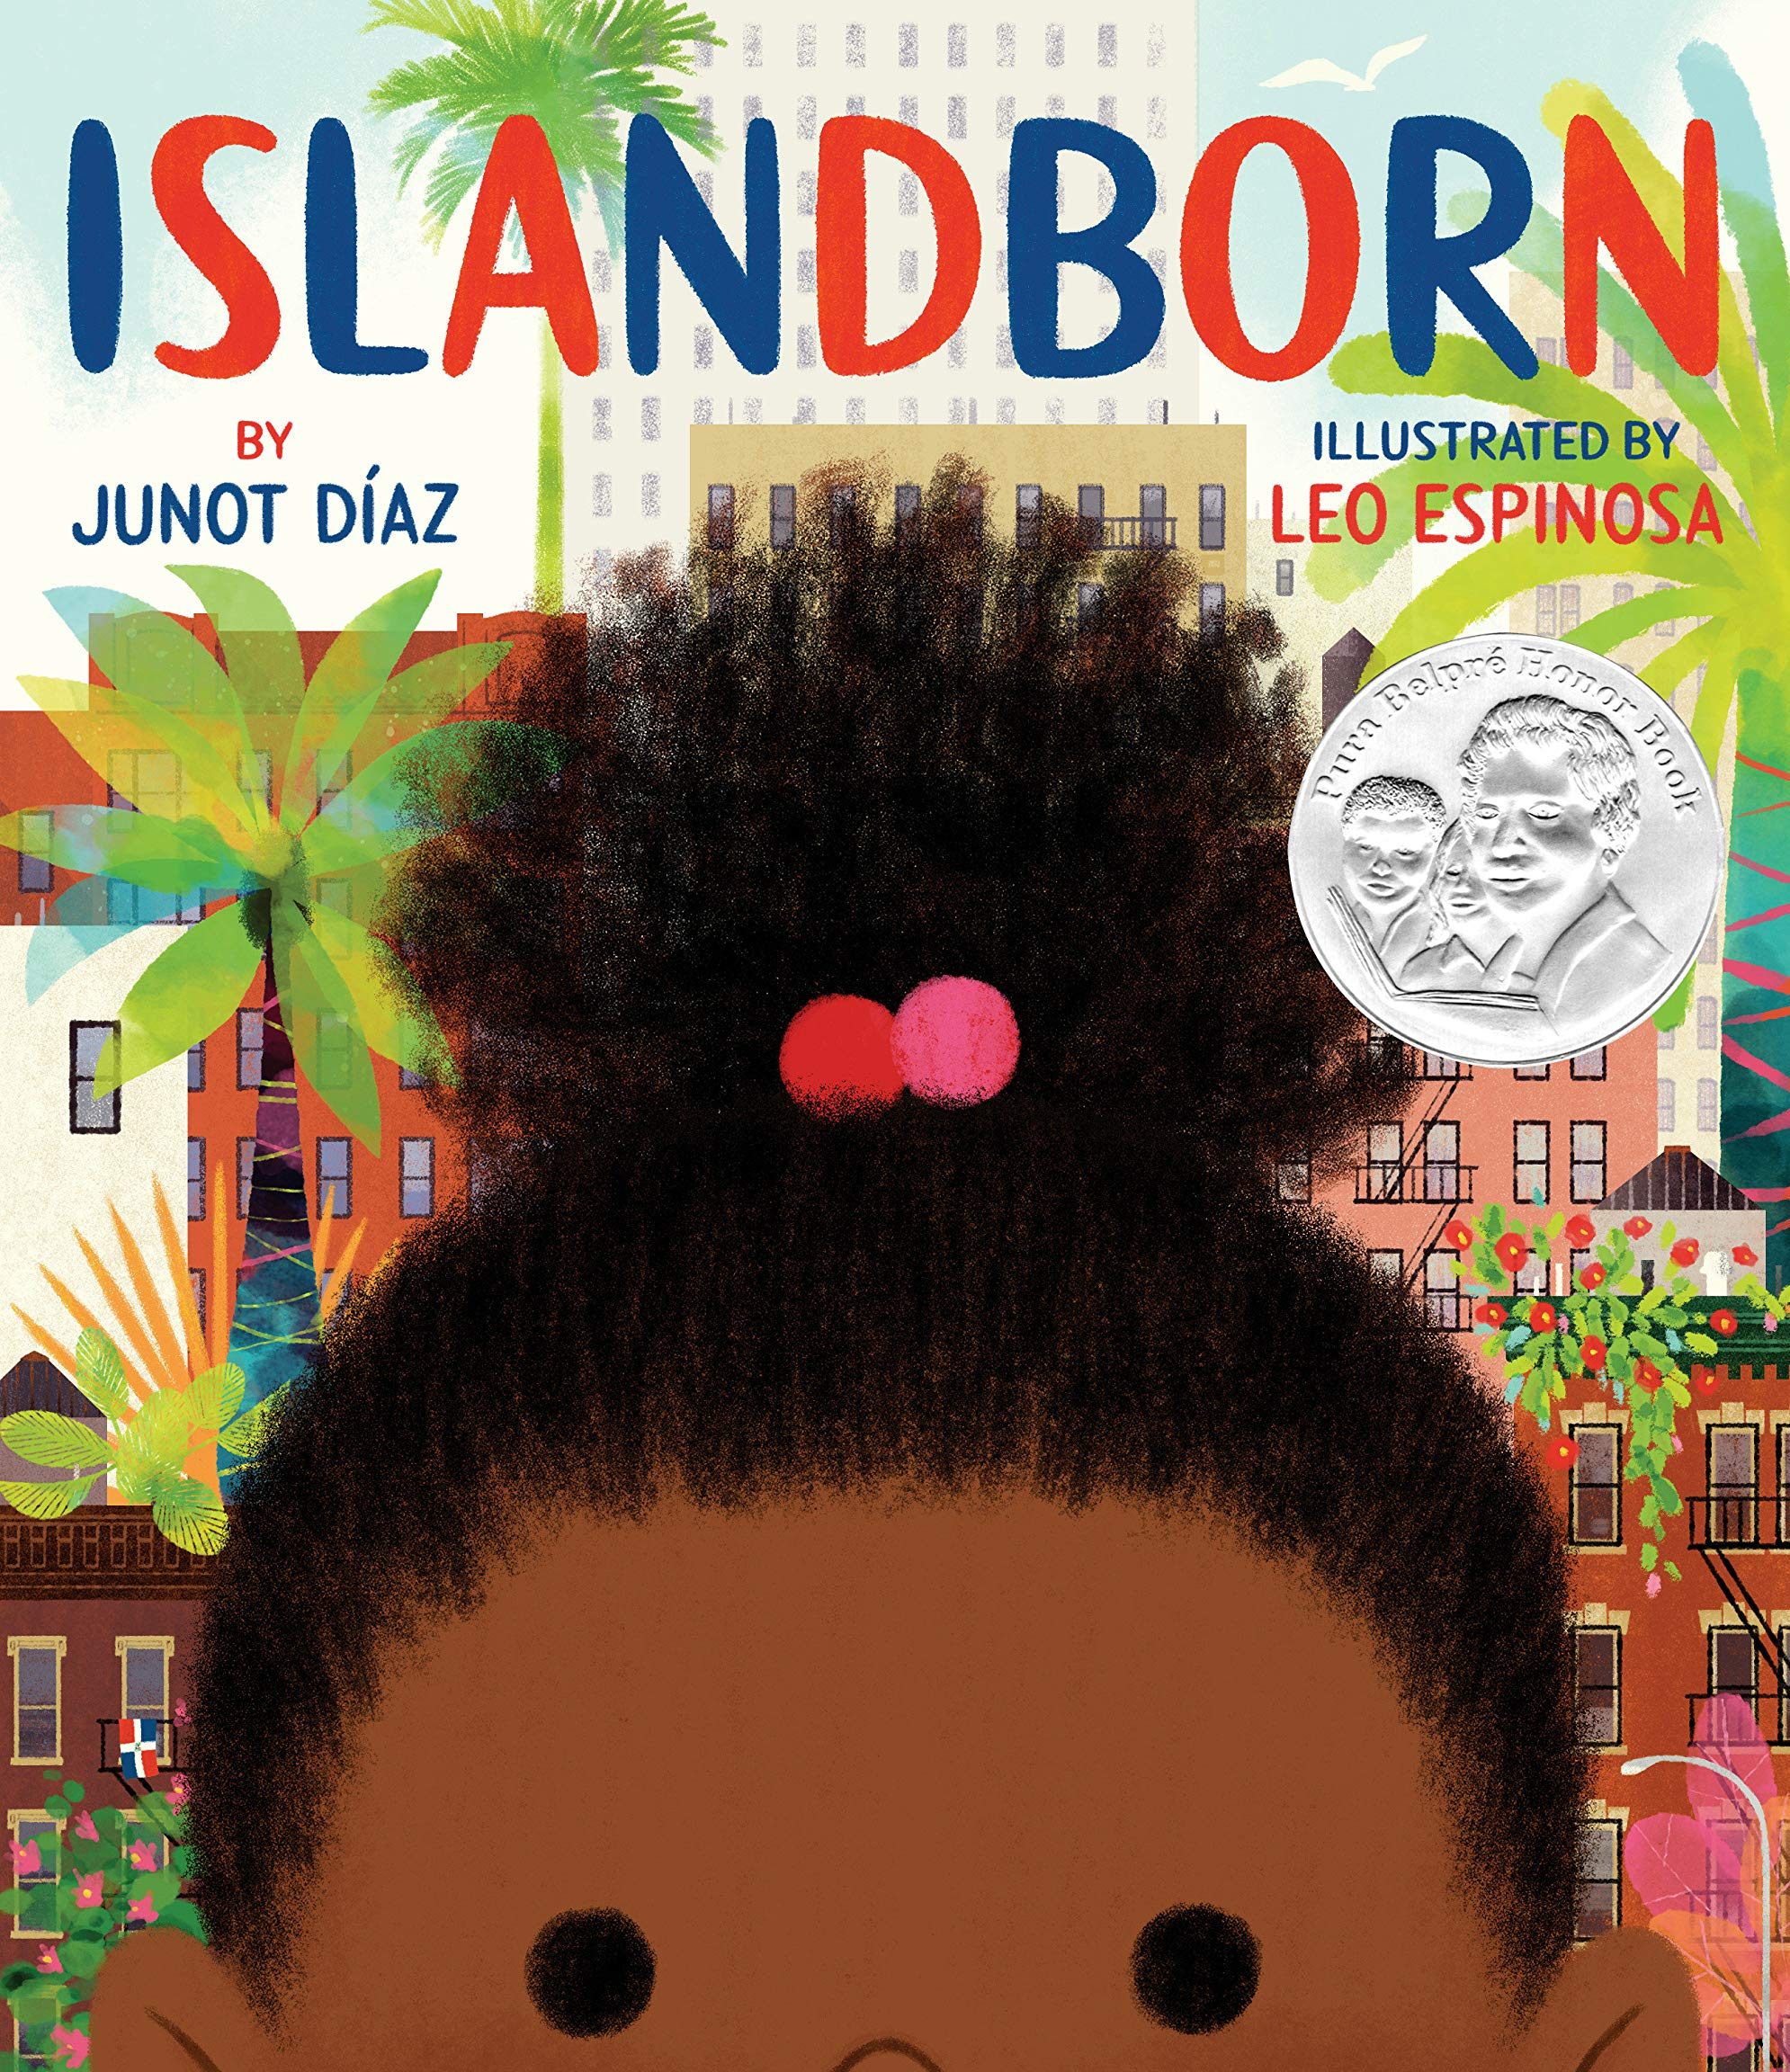 ISLANDBORN
BY
JUNOT DÍAZ
ILLUSTRATED BY
LEO ESPINOSA
Pura Belpré Honor Book